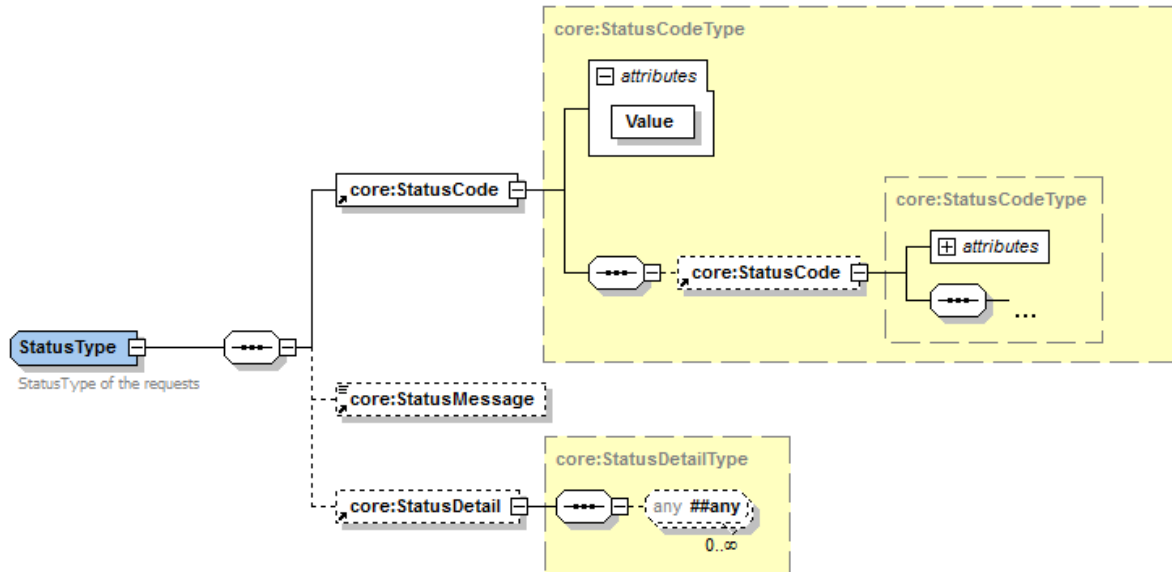 core:StatusCodeType
attributes
Value
core:StatusCode
core:StatusCodeType
attributes
core:StatusCode
...
StatusType
StatusType of the requests
core:StatusMessage
core:StatusDetailType
core:StatusDetail
any ##any
0..∞